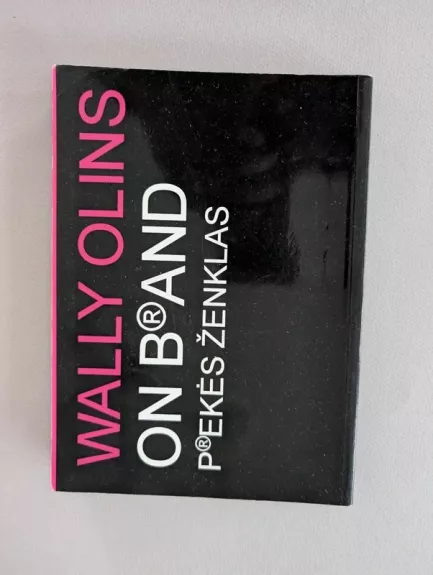 WALLY OLINS
ON B®AND
P®EKĖS ŽENKLAS